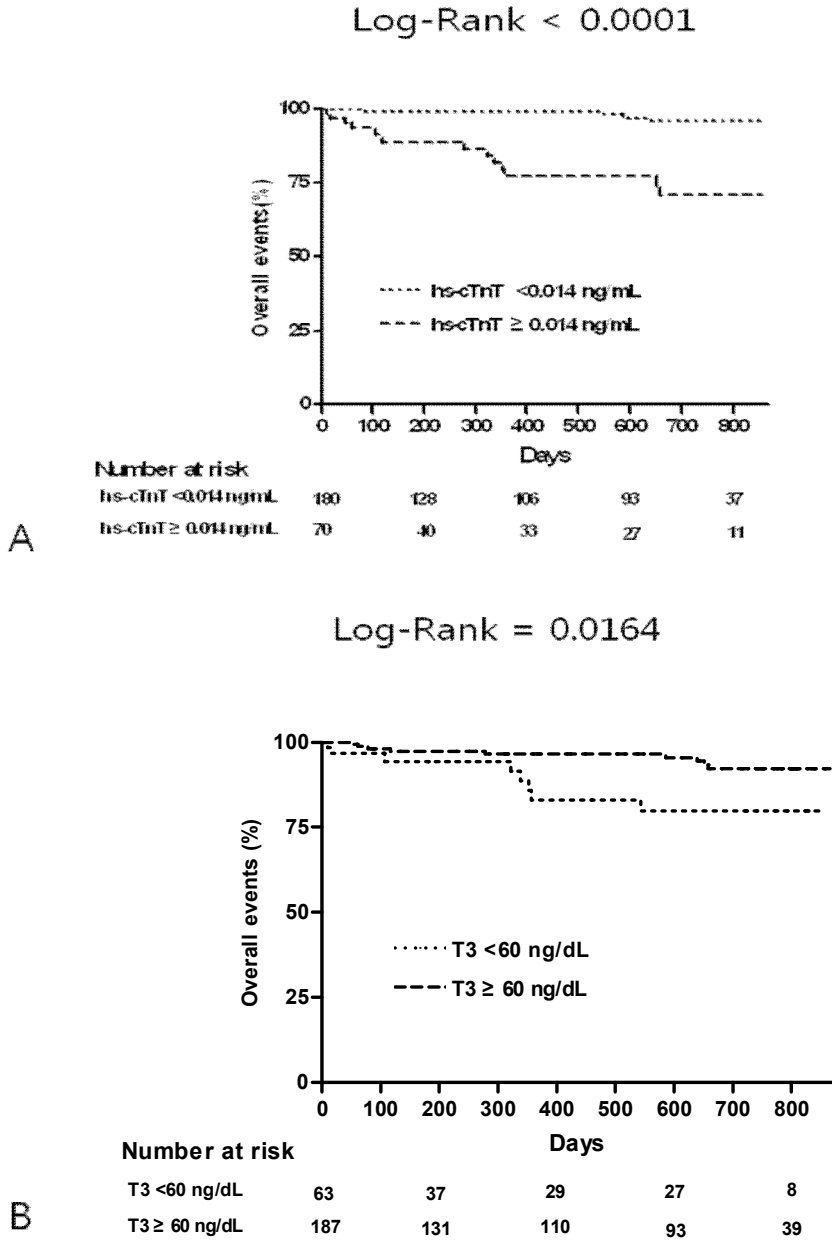 Log-Rank < 0.0001
100
75
50
25
0
Overall events(%)
hs-cTnT <0.014 ng/mL
hs-cTnT ≥ 0.014 ng/mL
0 100 200 300 400 500 600 700 800
Days
Number at risk
hs-cTnT <0.014 ng/mL 180 128 106 93 37
hs-cTnT ≥ 0.014 ng/mL 70 40 33 27 11
A
Log-Rank = 0.0164
100
75
50
25
0
Overall events (%)
T3 <60 ng/dL
T3 ≥ 60 ng/dL
0 100 200 300 400 500 600 700 800
Days
Number at risk
T3 <60 ng/dL 63 37 29 27 8
T3 ≥ 60 ng/dL 187 131 110 93 39
B